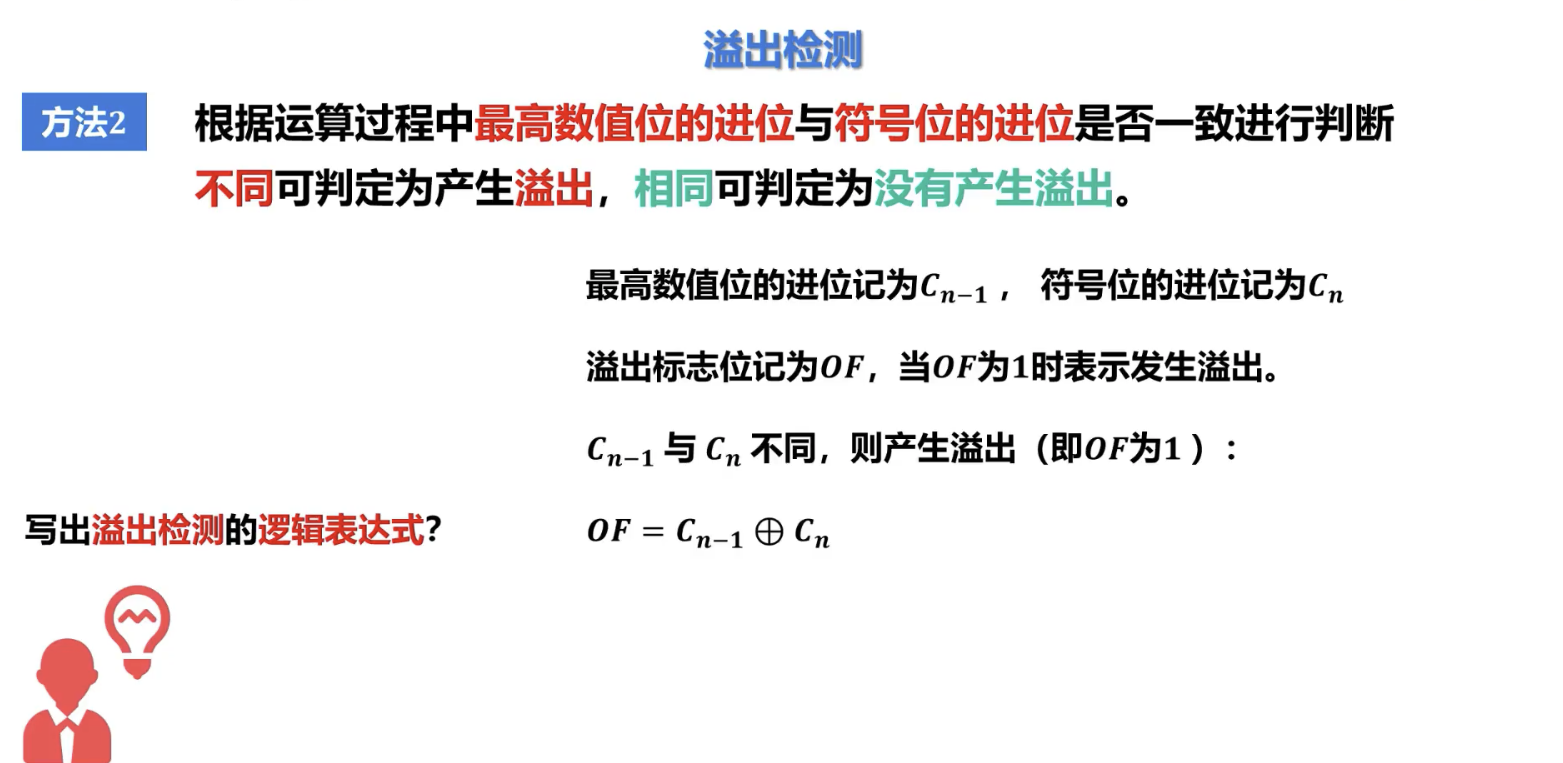 溢出检测
方法2
根据运算过程中最高数值位的进位与符号位的进位是否一致进行判断
不同可判定为产生溢出，相同可判定为没有产生溢出。
最高数值位的进位记为Cₙ₋₁ ， 符号位的进位记为Cₙ
溢出标志位记为OF，当OF为1时表示发生溢出。
Cₙ₋₁ 与 Cₙ 不同，则产生溢出（即OF为1 ）：
写出溢出检测的逻辑表达式?
OF = Cₙ₋₁ ⊕ Cₙ